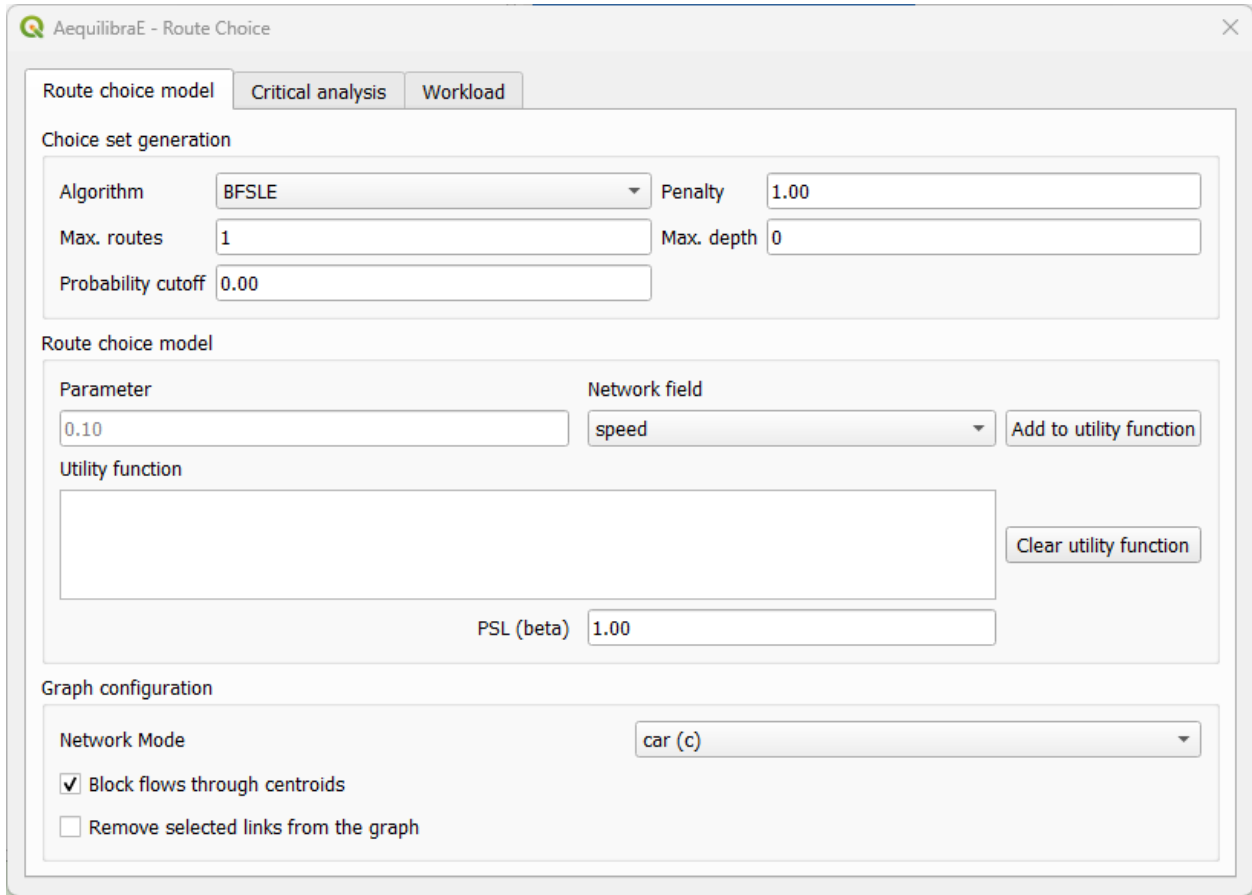 AequilibraE - Route Choice
Route choice model Critical analysis Workload
Choice set generation
Algorithm BFSLE Penalty 1.00
Max. routes 1 Max. depth 0
Probability cutoff 0.00
Route choice model
Parameter Network field
0.10 speed Add to utility function
Utility function
Clear utility function
PSL (beta) 1.00
Graph configuration
Network Mode car (c)
Block flows through centroids
Remove selected links from the graph